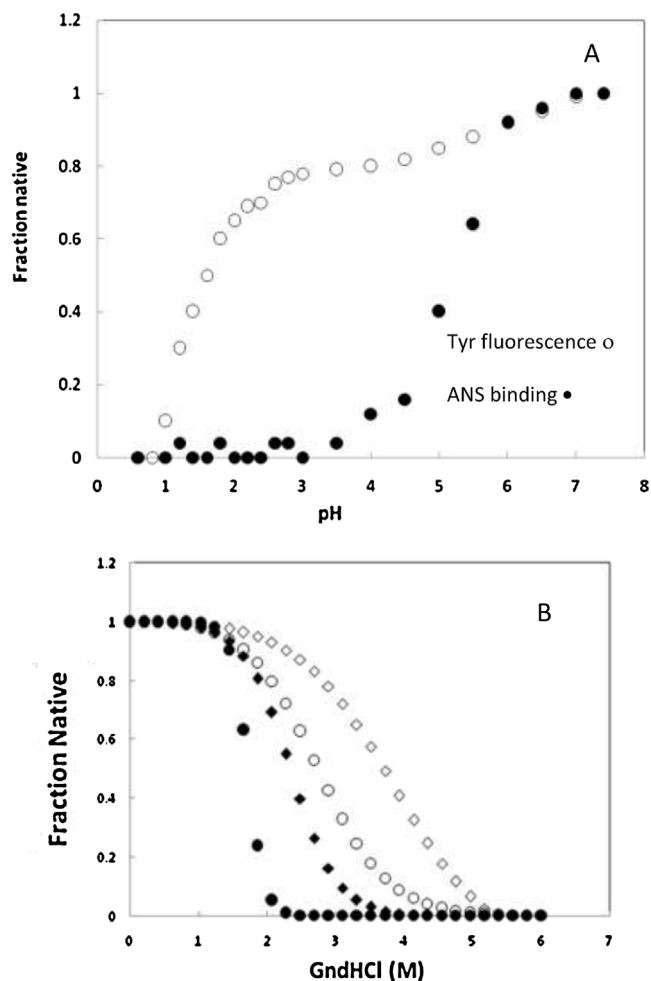 1.2
A
1
0.8
0.6
0.4
0.2
0
Fraction native
Tyr fluorescence o
ANS binding •
0 1 2 3 4 5 6 7 8
pH
1.2
B
1
0.8
0.6
0.4
0.2
0
Fraction Native
0 1 2 3 4 5 6 7
GndHCl (M)